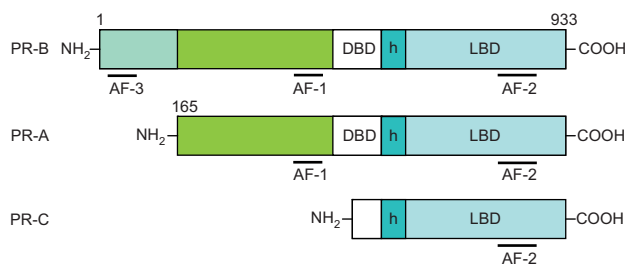 1 933
PR-B NH₂ DBD h LBD COOH
AF-3 AF-1 AF-2
165
PR-A NH₂ DBD h LBD COOH
AF-1 AF-2
PR-C NH₂ h LBD COOH
AF-2